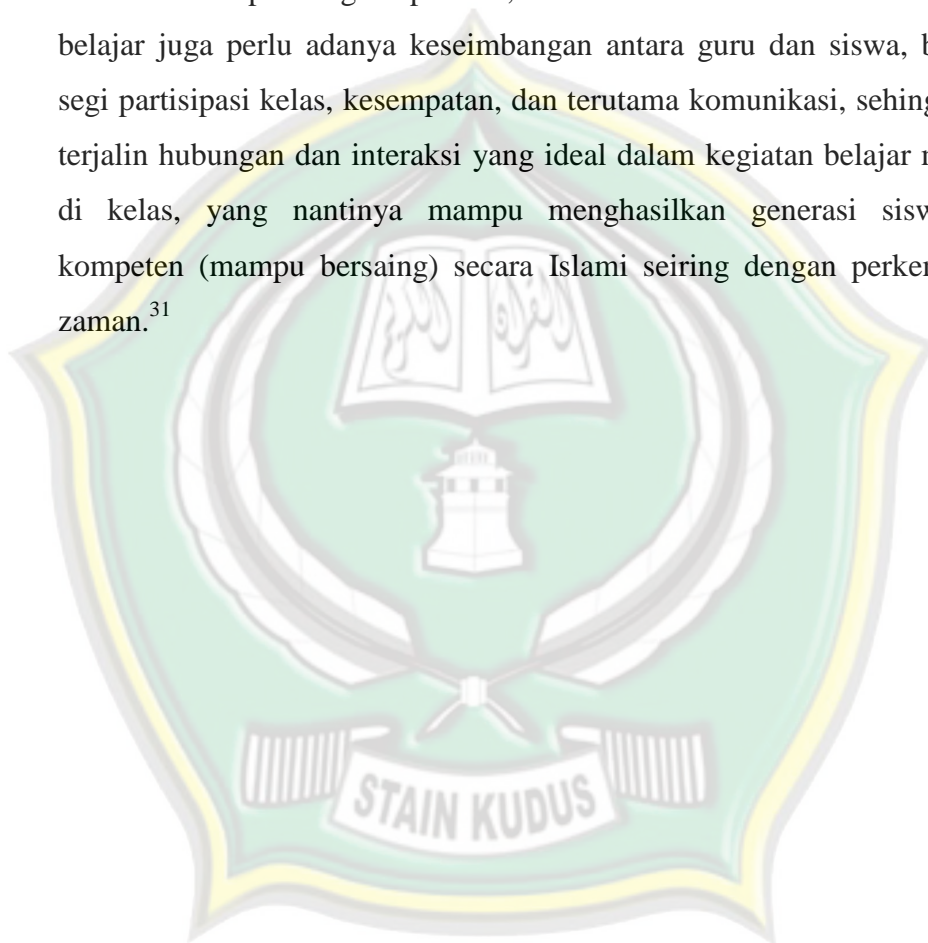 belajar juga perlu adanya keseimbangan antara guru dan siswa, b
segi partisipasi kelas, kesempatan, dan terutama komunikasi, sehing
terjalin hubungan dan interaksi yang ideal dalam kegiatan belajar
di kelas, yang nantinya mampu menghasilkan generasi sisw
kompeten (mampu bersaing) secara Islami seiring dengan perke
zaman.³¹
STAIN KUDUS